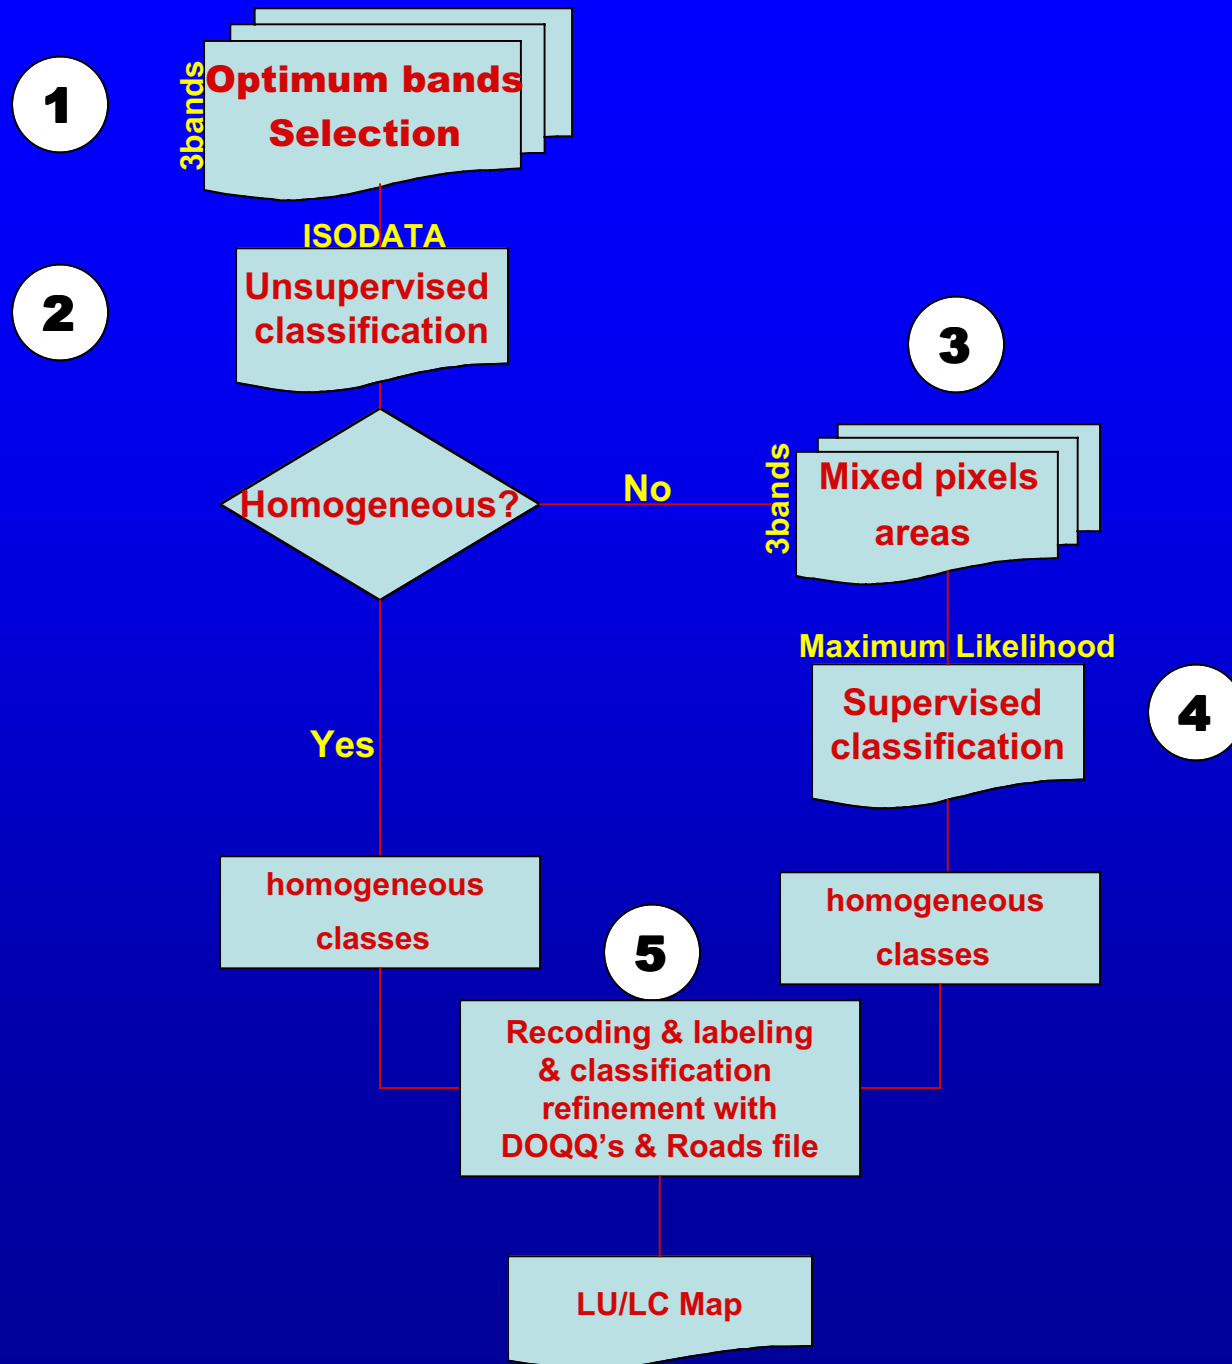 1
3bands
Optimum bands
Selection
ISODATA
2
Unsupervised
classification
Homogeneous?
No
3
3bands
Mixed pixels
areas
Maximum Likelihood
Supervised
classification
4
Yes
homogeneous
classes
homogeneous
classes
5
Recoding & labeling
& classification
refinement with
DOQQ’s & Roads file
LU/LC Map